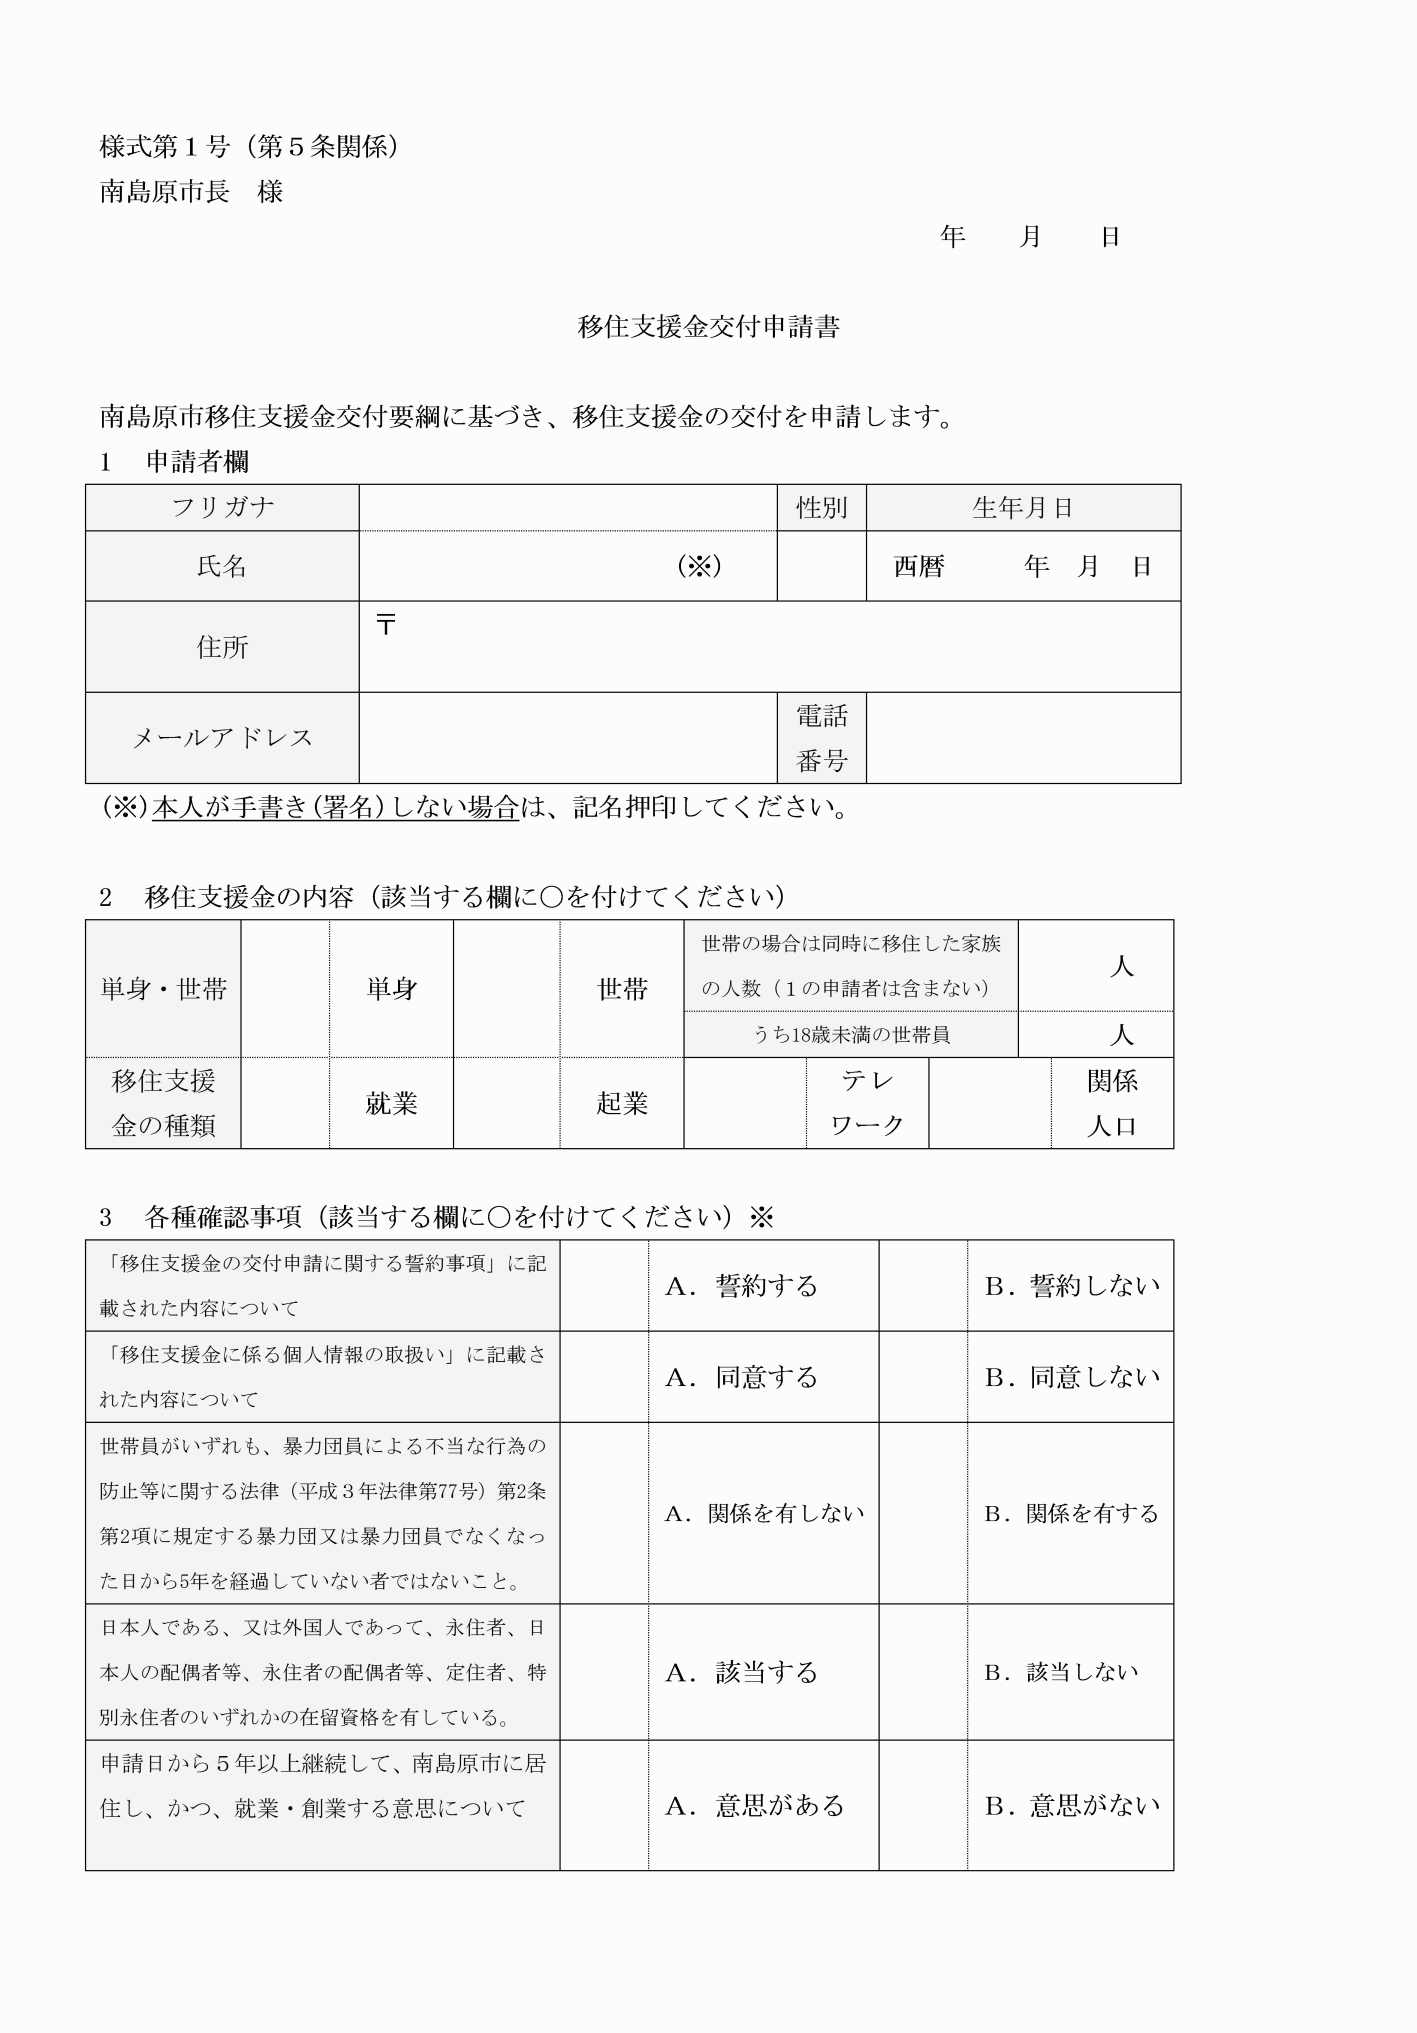 様式第１号（第５条関係）
南島原市長　様
年　　月　　日
移住支援金交付申請書
南島原市移住支援金交付要綱に基づき、移住支援金の交付を申請します。
1　申請者欄
フリガナ　性別　生年月日
氏名　（※）　西暦　　　年　月　日
住所　〒
メールアドレス　電話
番号
（※）本人が手書き（署名）しない場合は、記名押印してください。
2　移住支援金の内容（該当する欄に〇を付けてください）
単身・世帯　単身　世帯
世帯の場合は同時に移住した家族
の人数（１の申請者は含まない）
人
うち18歳未満の世帯員　人
移住支援
金の種類
就業　起業
テレ
ワーク
関係
人口
3　各種確認事項（該当する欄に〇を付けてください）※
「移住支援金の交付申請に関する誓約事項」に記
載された内容について
Ａ．誓約する　Ｂ．誓約しない
「移住支援金に係る個人情報の取扱い」に記載さ
れた内容について
Ａ．同意する　Ｂ．同意しない
世帯員がいずれも、暴力団員による不当な行為の
防止等に関する法律（平成３年法律第77号）第2条
第2項に規定する暴力団又は暴力団員でなくなっ
た日から5年を経過していない者ではないこと。
Ａ．関係を有しない　Ｂ．関係を有する
日本人である、又は外国人であって、永住者、日
本人の配偶者等、永住者の配偶者等、定住者、特
別永住者のいずれかの在留資格を有している。
Ａ．該当する　Ｂ．該当しない
申請日から５年以上継続して、南島原市に居
住し、かつ、就業・創業する意思について
Ａ．意思がある　Ｂ．意思がない